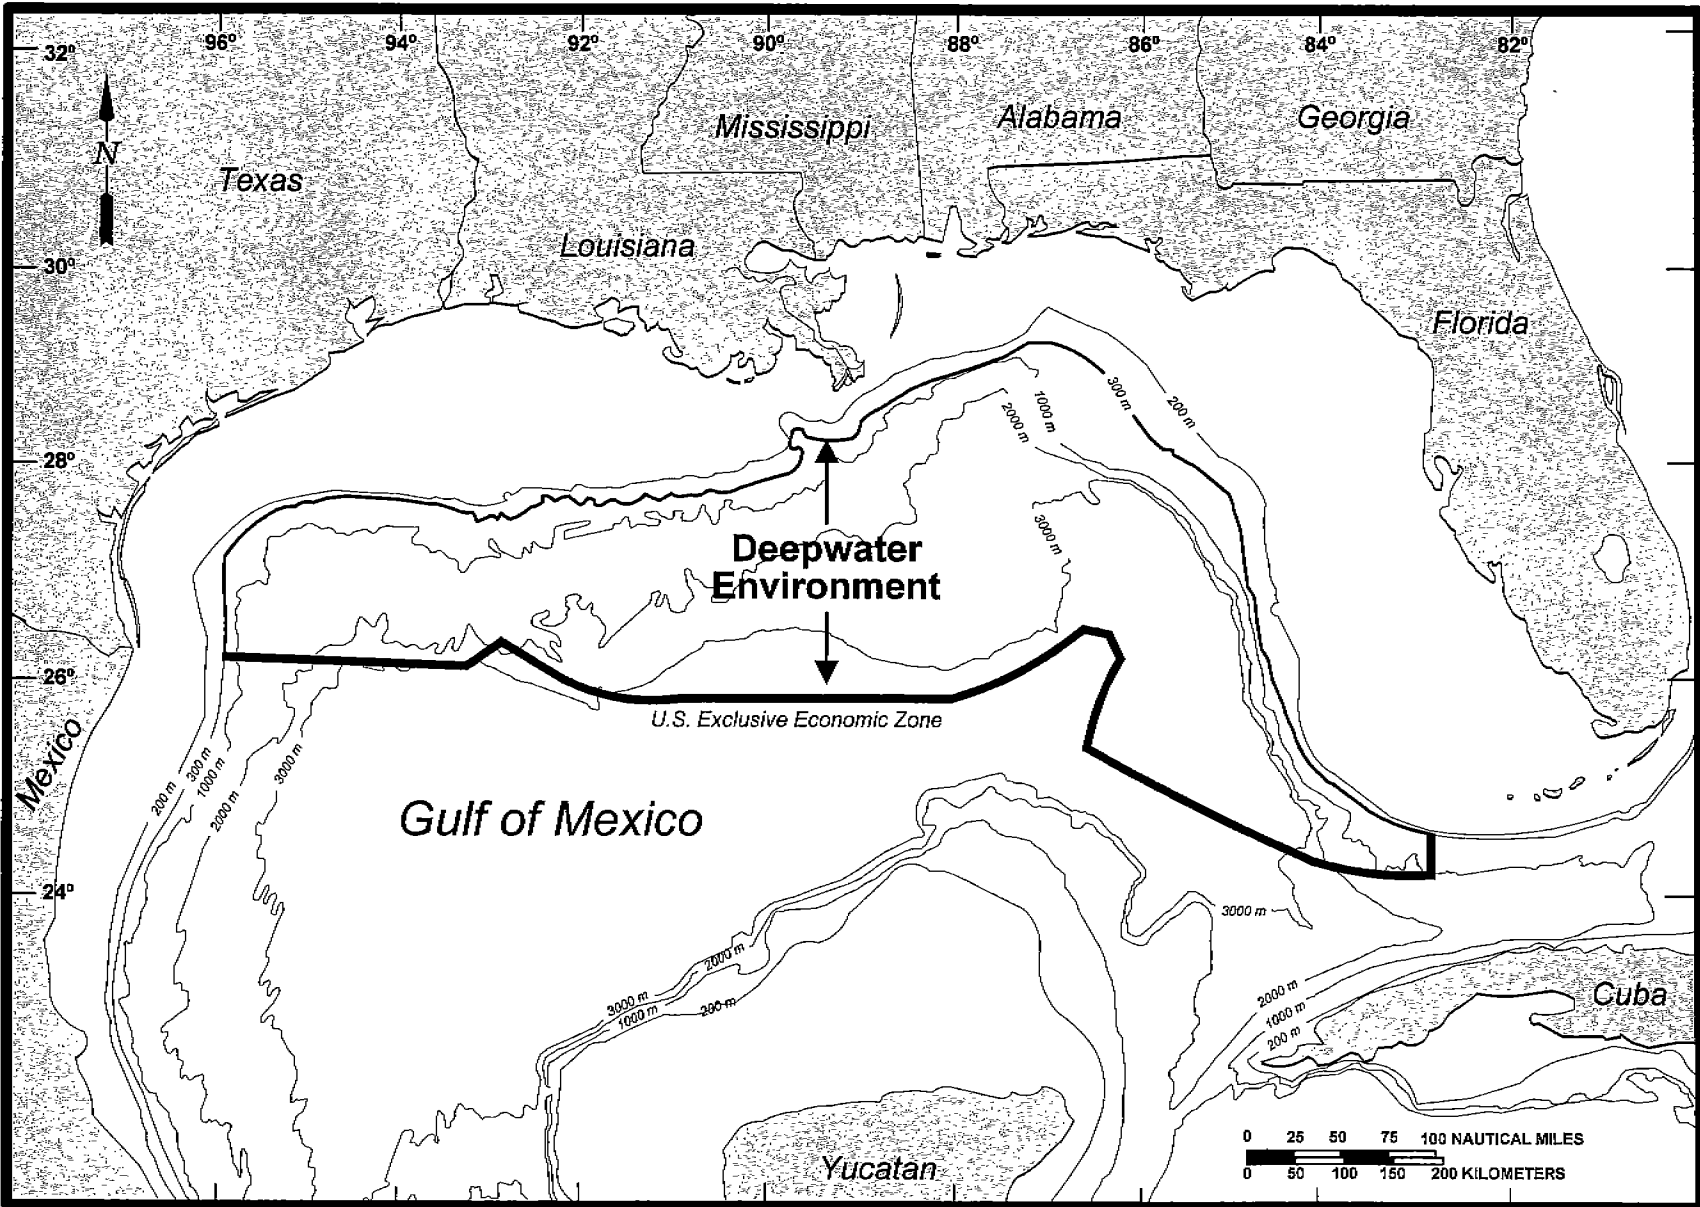 96°
94°
92°
90°
88°
86°
84°
82°
32°
N
Mississippi
Alabama
Georgia
Texas
Louisiana
30°
Florida
300 m
200 m
1000 m
2000 m
28°
3000 m
Deepwater
Environment
26°
U.S. Exclusive Economic Zone
Mexico
200 m
300 m
1000 m
2000 m
3000 m
Gulf of Mexico
24°
3000 m
2000 m
3000 m
1000 m
200 m
2000 m
1000 m
200 m
Cuba
Yucatan
0 25 50 75 100 NAUTICAL MILES
0 50 100 150 200 KILOMETERS